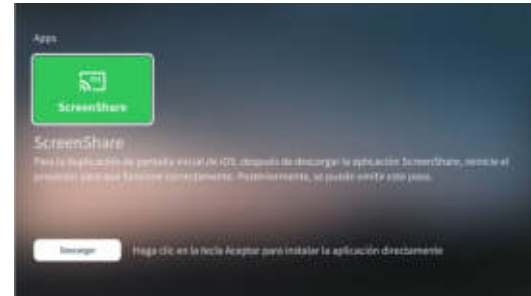 Apps
ScreenShare
ScreenShare
Para la duplicación de pantalla inicial de iOS, después de descargar la aplicación ScreenShare, reinicie el
proyector para que funcione correctamente. Posteriormente, se puede omitir este paso.
Descargar
Haga clic en la tecla Aceptar para instalar la aplicación directamente